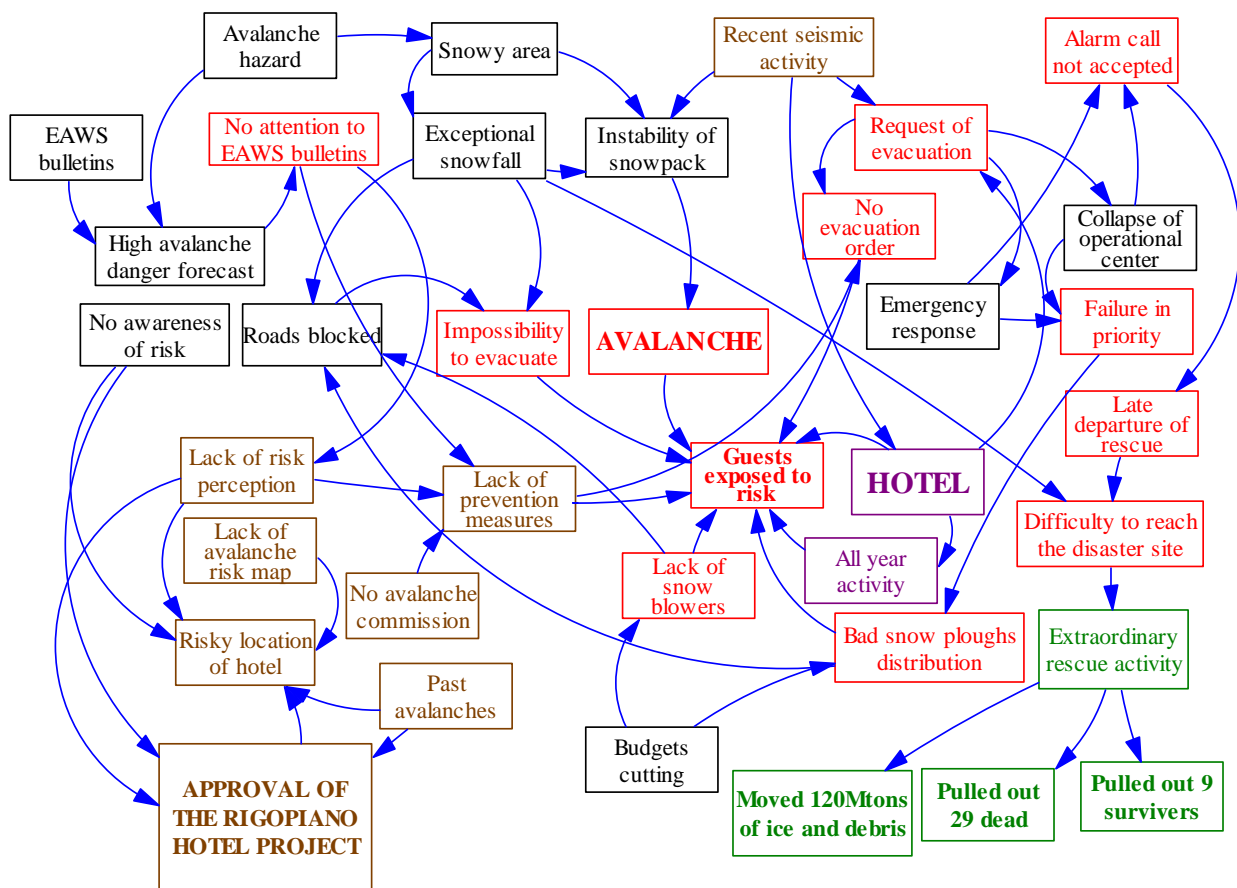 Avalanche
hazard
Snowy area
Recent seismic
activity
Alarm call
not accepted
EAWS
bulletins
No attention to
EAWS bulletins
Exceptional
snowfall
Instability of
snowpack
Request of
evacuation
High avalanche
danger forecast
No
evacuation
order
Collapse of
operational
center
No awareness
of risk
Roads blocked
Impossibility
to evacuate
AVALANCHE
Emergency
response
Failure in
priority
Late
departure of
rescue
Lack of risk
perception
Lack of
prevention
measures
Guests
exposed to
risk
HOTEL
Lack of
avalanche
risk map
No avalanche
commission
Lack of
snow
blowers
All year
activity
Difficulty to reach
the disaster site
Risky location
of hotel
Bad snow ploughs
distribution
Extraordinary
rescue activity
Past
avalanches
Budgets
cutting
APPROVAL OF
THE RIGOPIANO
HOTEL PROJECT
Moved 120Mtons
of ice and debris
Pulled out
29 dead
Pulled out 9
survivers